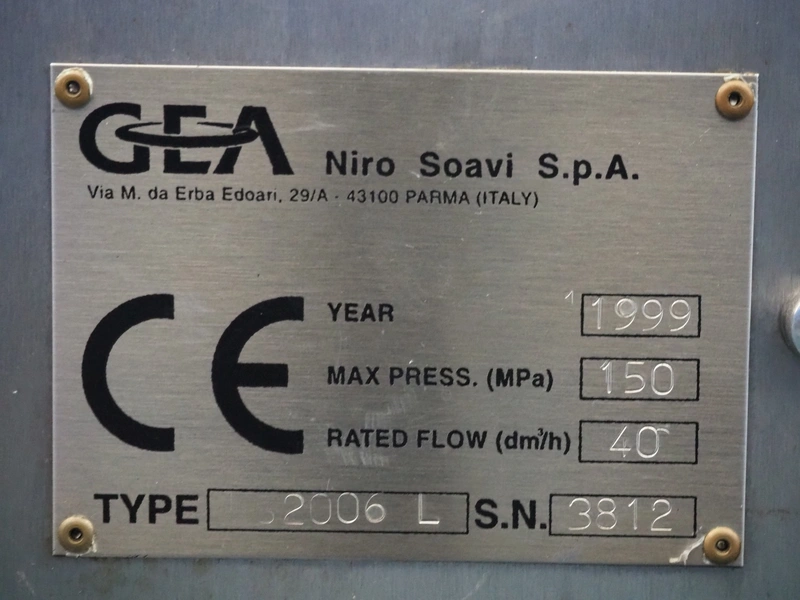 GEA Niro Soavi S.p.A.
Via M. da Erba Edoari, 29/A - 43100 PARMA (ITALY)
CE
YEAR 1999
MAX PRESS. (MPa) 150
RATED FLOW (dm³/h) 40
TYPE 2006 L S.N. 3812